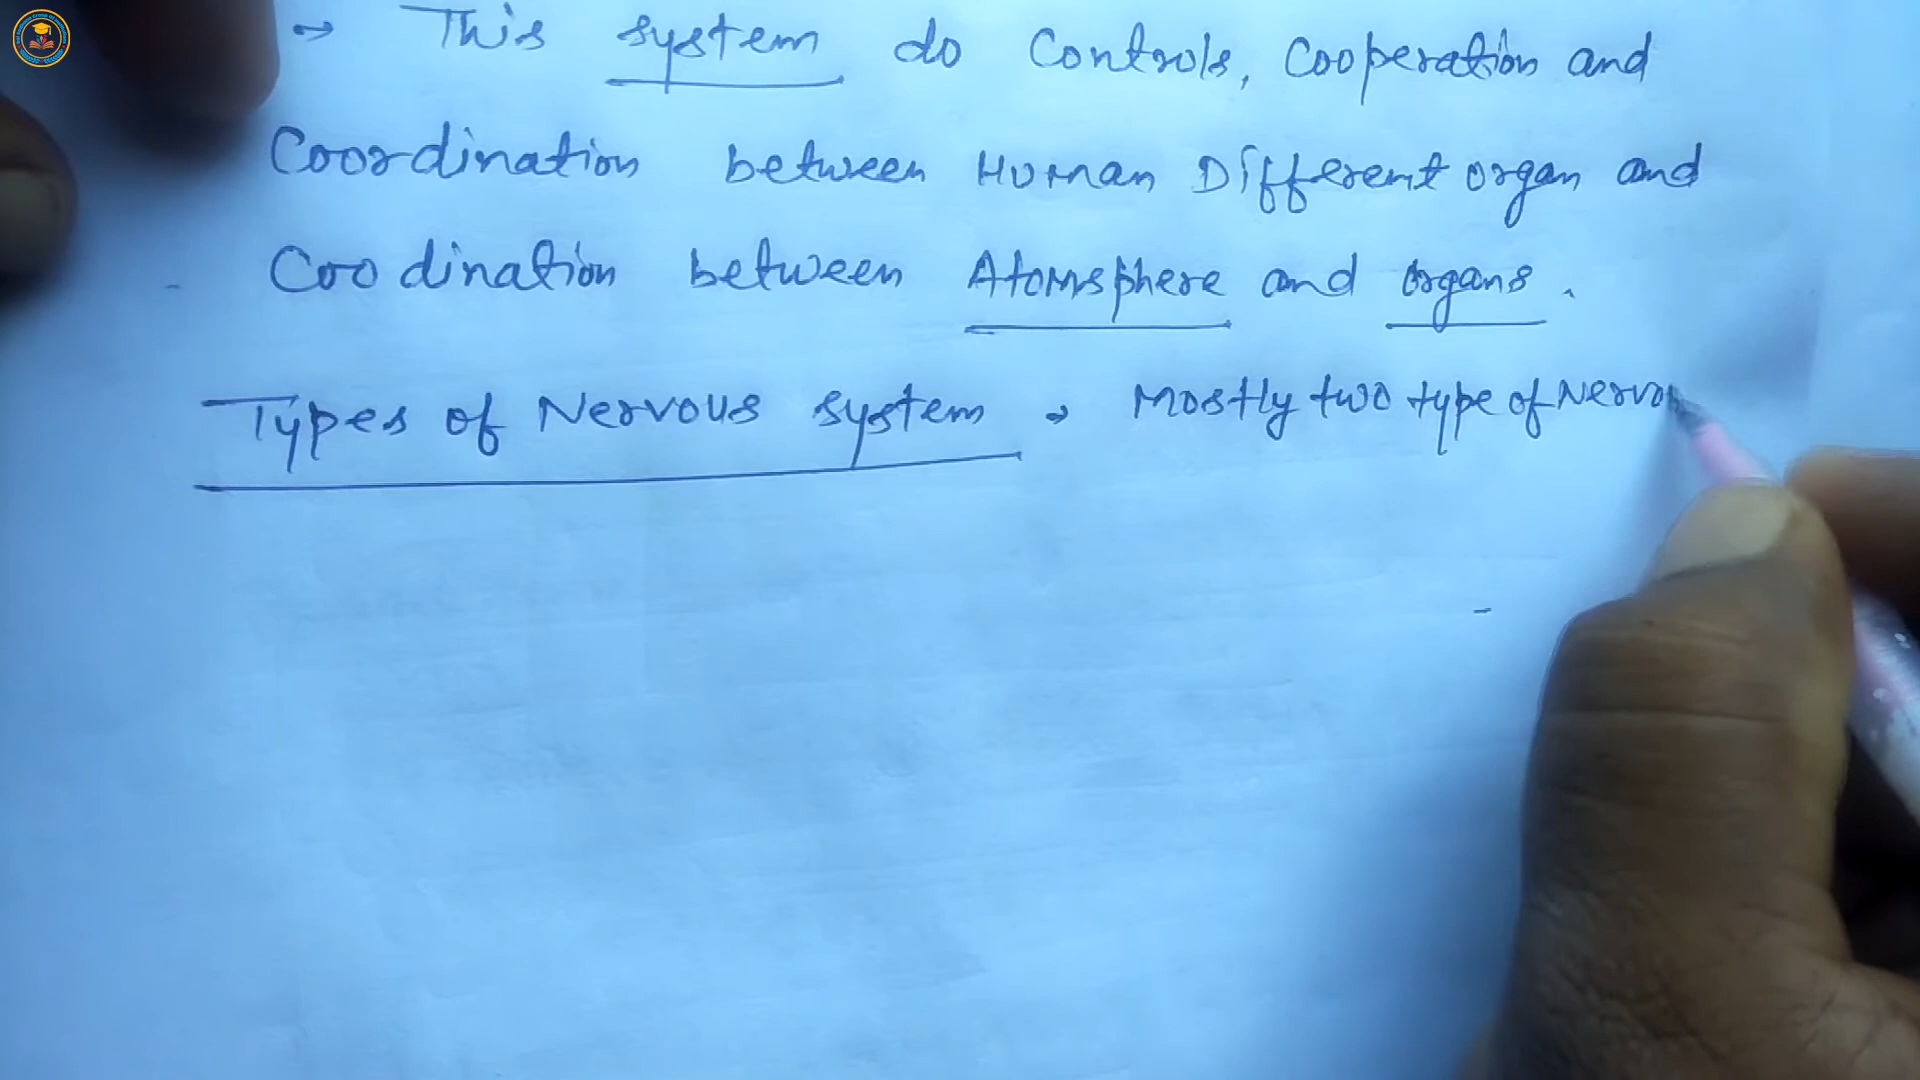 → This system do Controls, Cooperation and
Coordination between Human Different organ and
Coodination between Atomsphere and organs.
Types of Nervous system → Mostly two type of Nervo